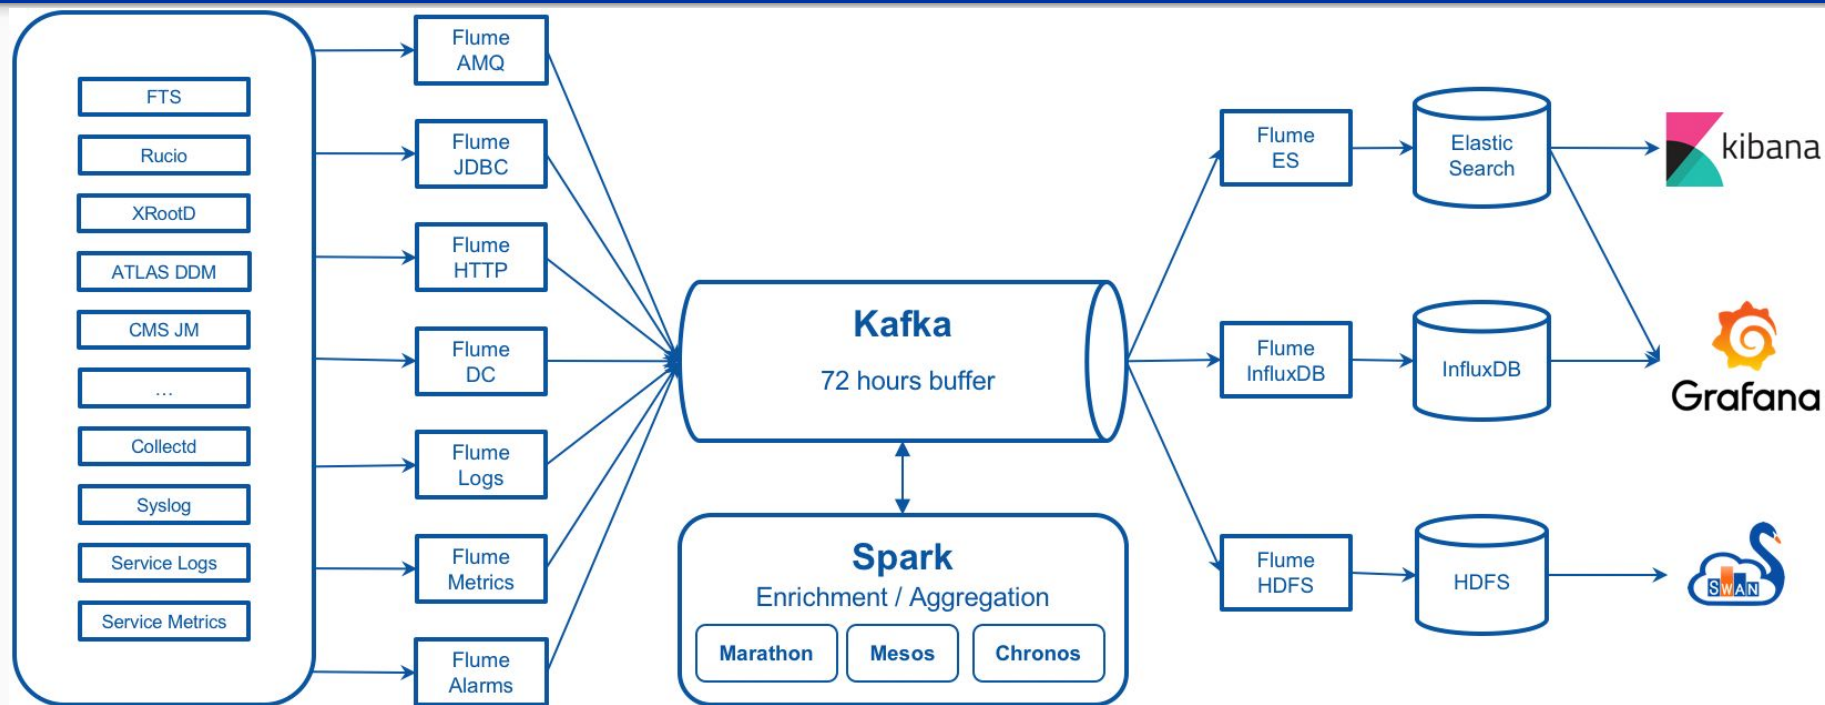 FTS
Rucio
XRootD
ATLAS DDM
CMS JM
...
Collectd
Syslog
Service Logs
Service Metrics
Flume
AMQ
Flume
JDBC
Flume
HTTP
Flume
DC
Flume
Logs
Flume
Metrics
Flume
Alarms
Kafka
72 hours buffer
Spark
Enrichment / Aggregation
Marathon
Mesos
Chronos
Flume
ES
Flume
InfluxDB
Flume
HDFS
Elastic
Search
InfluxDB
HDFS
kibana
Grafana
SWAN